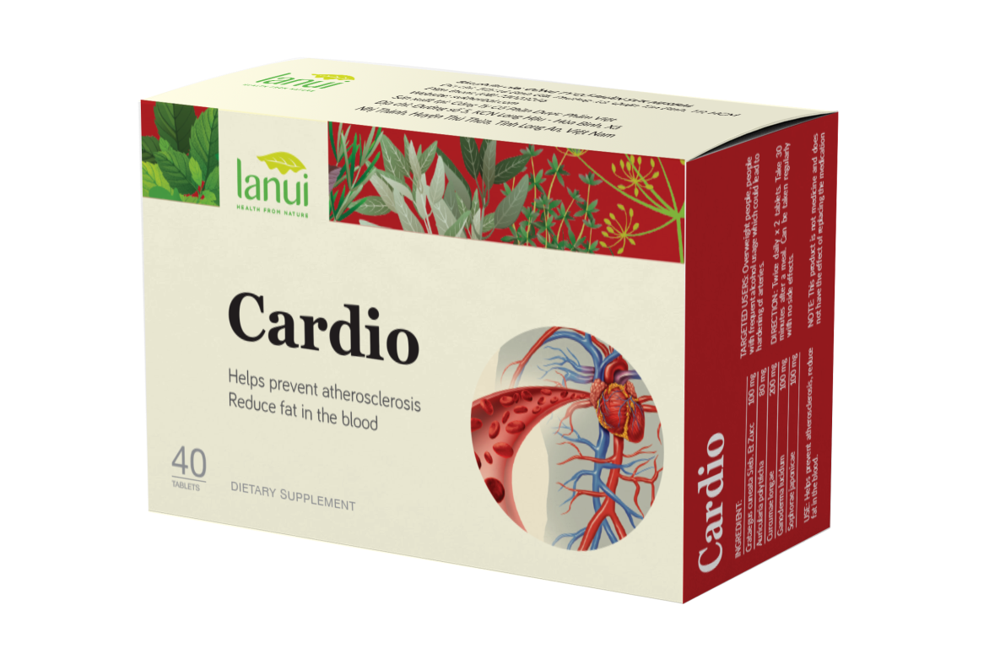 lanui
HEALTH FROM NATURE
Sản xuất tại: Công Ty Cổ Phần Dược Phẩm Việt
Địa chỉ: Đường số 5, KCN Long Hậu - Hòa Bình, Xã
Nhị Thành, Huyện Thủ Thừa, Tỉnh Long An, Việt Nam
lanui
HEALTH FROM NATURE
Cardio
Helps prevent atherosclerosis
Reduce fat in the blood
40
TABLETS
DIETARY SUPPLEMENT
Cardio
INGREDIENT:
Crataegus cuneata Sieb. Et Zucc 100 mg
Auricularia polytricha 80 mg
Curcumae longae 200 mg
Ganoderma lucidum 100 mg
Sophorae japonicae 100 mg
USE: Helps prevent atherosclerosis, reduce
fat in the blood.
TARGETED USERS: Overweight people, people
with frequent alcohol usage which could lead to
hardening of arteries.
DIRECTION: Twice daily x 2 tablets. Take 30
minutes after a meal. Can be taken regularly
with no side effects.
NOTE: This product is not medicine and does
not have the effect of replacing the medication